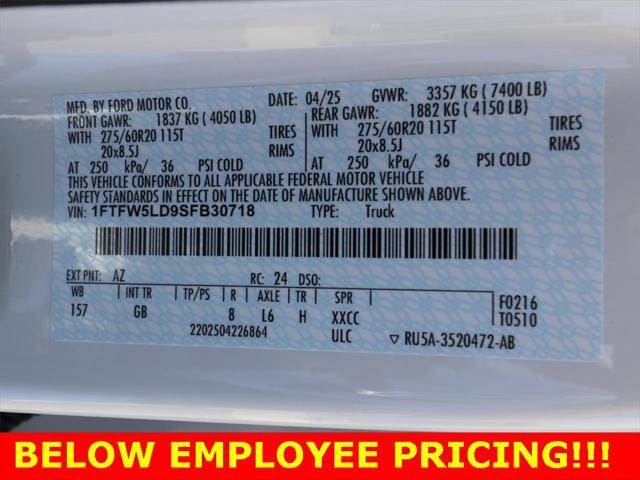 MFD. BY FORD MOTOR CO. DATE: 04/25 GVWR: 3357 KG ( 7400 LB)
FRONT GAWR: 1837 KG ( 4050 LB) REAR GAWR: 1882 KG ( 4150 LB)
WITH 275/60R20 115T TIRES WITH 275/60R20 115T TIRES
20x8.5J RIMS 20x8.5J RIMS
AT 250 kPa/ 36 PSI COLD AT 250 kPa/ 36 PSI COLD
THIS VEHICLE CONFORMS TO ALL APPLICABLE FEDERAL MOTOR VEHICLE
SAFETY STANDARDS IN EFFECT ON THE DATE OF MANUFACTURE SHOWN ABOVE.
VIN: 1FTFW5LD9SFB30718 TYPE: Truck
EXT PNT: AZ RC: 24 DSO:
WB INT TR TP/PS R AXLE TR SPR F0216
157 GB 8 L6 H XXCC T0510
2202504226864 ULC ▽ RU5A-3520472-AB
BELOW EMPLOYEE PRICING!!!